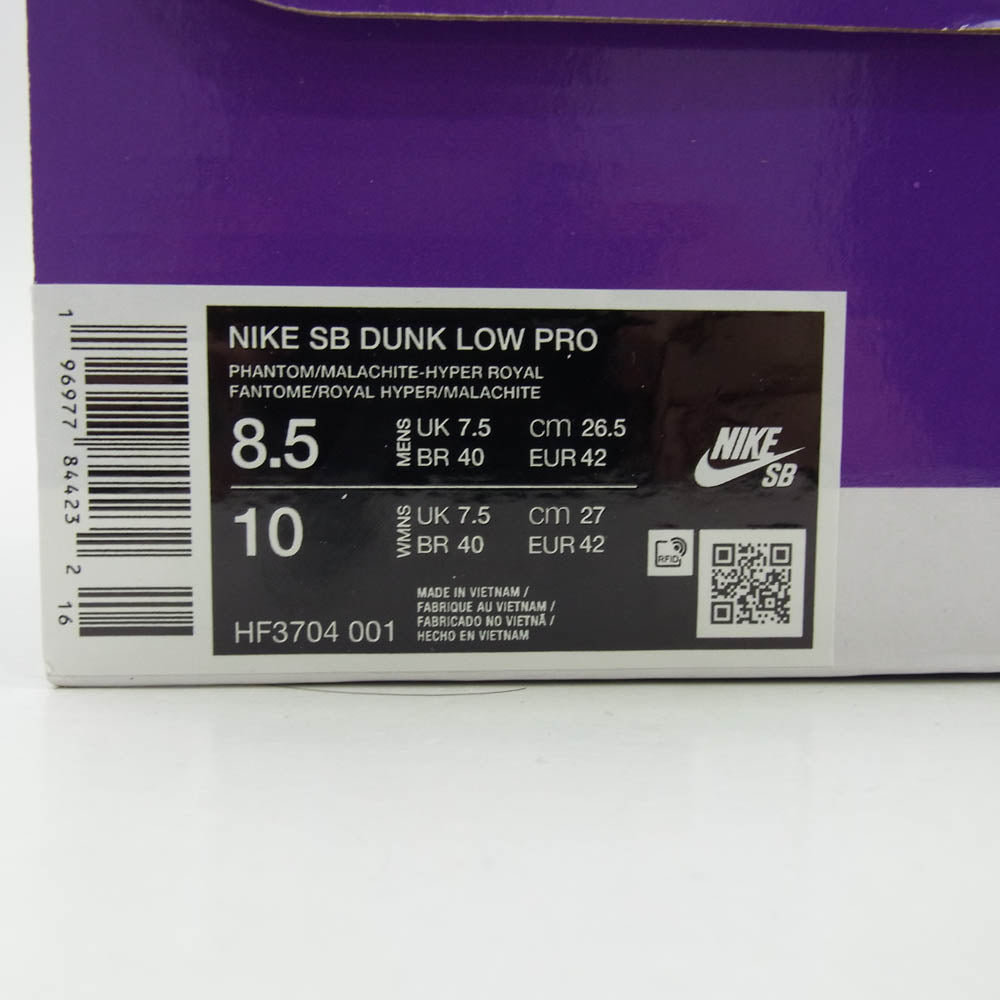 1 96977 84423 2 16
NIKE SB DUNK LOW PRO
PHANTOM/MALACHITE-HYPER ROYAL
FANTOME/ROYAL HYPER/MALACHITE
8.5 MENS UK 7.5 cm 26.5
BR 40 EUR 42
10 WMNS UK 7.5 cm 27
BR 40 EUR 42
NIKE
SB
RFID
HF3704 001
MADE IN VIETNAM /
FABRIQUE AU VIETNAM /
FABRICADO NO VIETNÃ /
HECHO EN VIETNAM